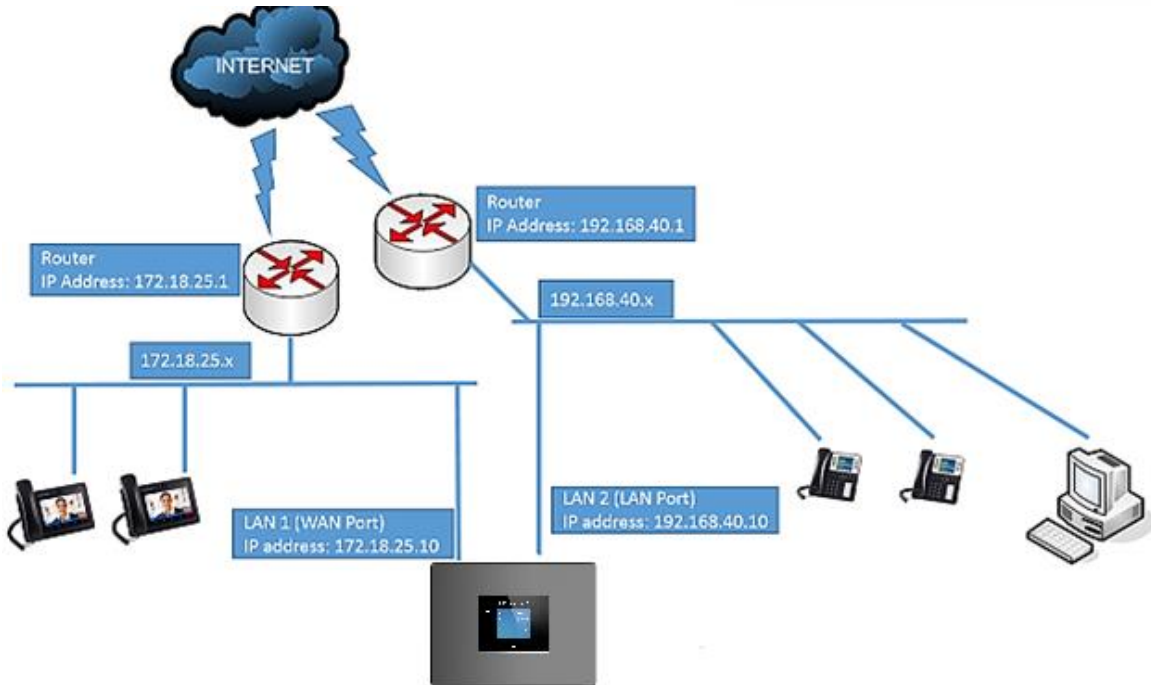 INTERNET
Router
IP Address: 192.168.40.1
Router
IP Address: 172.18.25.1
192.168.40.x
172.18.25.x
LAN 1 (WAN Port)
IP address: 172.18.25.10
LAN 2 (LAN Port)
IP address: 192.168.40.10